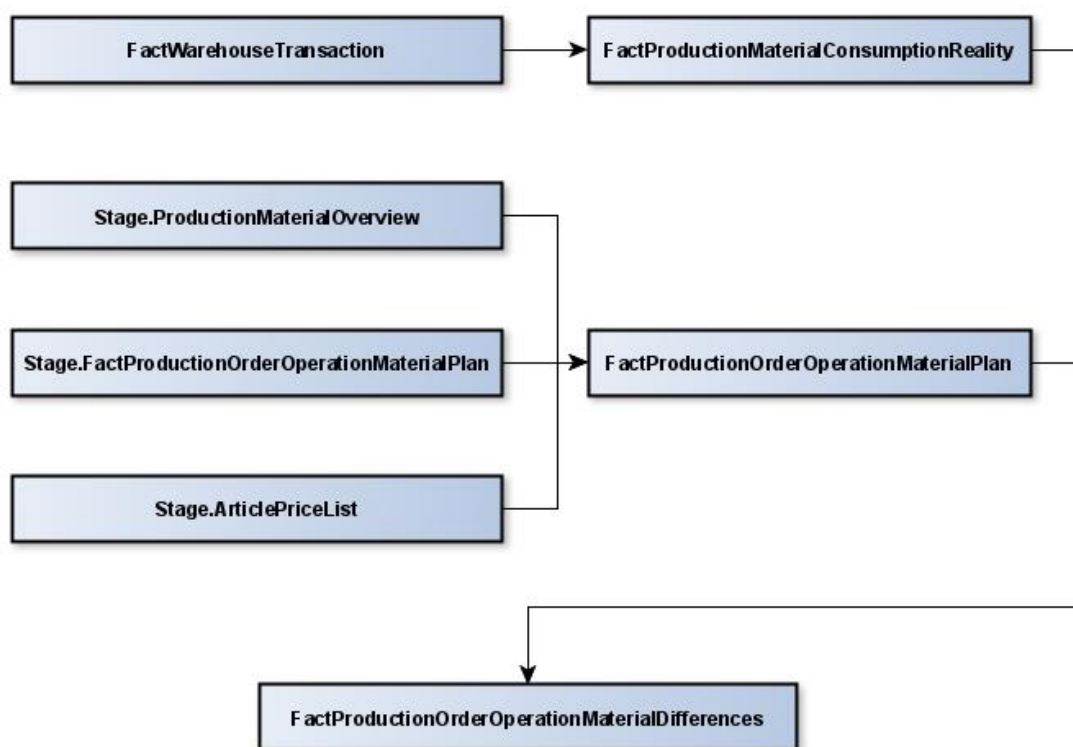 FactWarehouseTransaction
FactProductionMaterialConsumptionReality
Stage.ProductionMaterialOverview
Stage.FactProductionOrderOperationMaterialPlan
FactProductionOrderOperationMaterialPlan
Stage.ArticlePriceList
FactProductionOrderOperationMaterialDifferences